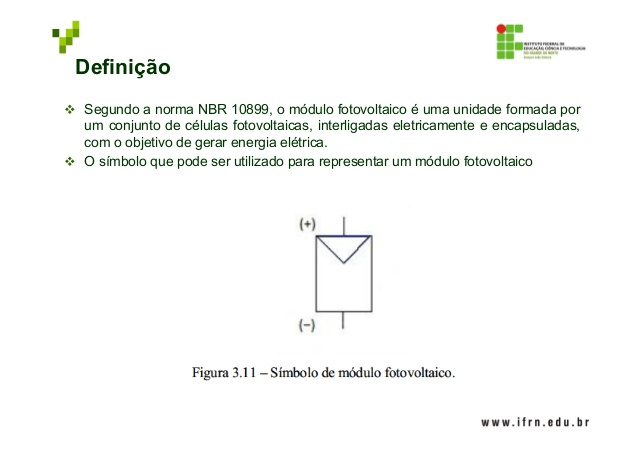 INSTITUTO FEDERAL DE
EDUCAÇÃO, CIÊNCIA E TECNOLOGIA
RIO GRANDE DO NORTE
Definição
Segundo a norma NBR 10899, o módulo fotovoltaico é uma unidade formada por
um conjunto de células fotovoltaicas, interligadas eletricamente e encapsuladas,
com o objetivo de gerar energia elétrica.
O símbolo que pode ser utilizado para representar um módulo fotovoltaico
(+)
(−)
Figura 3.11 – Símbolo de módulo fotovoltaico.
www.ifrn.edu.br